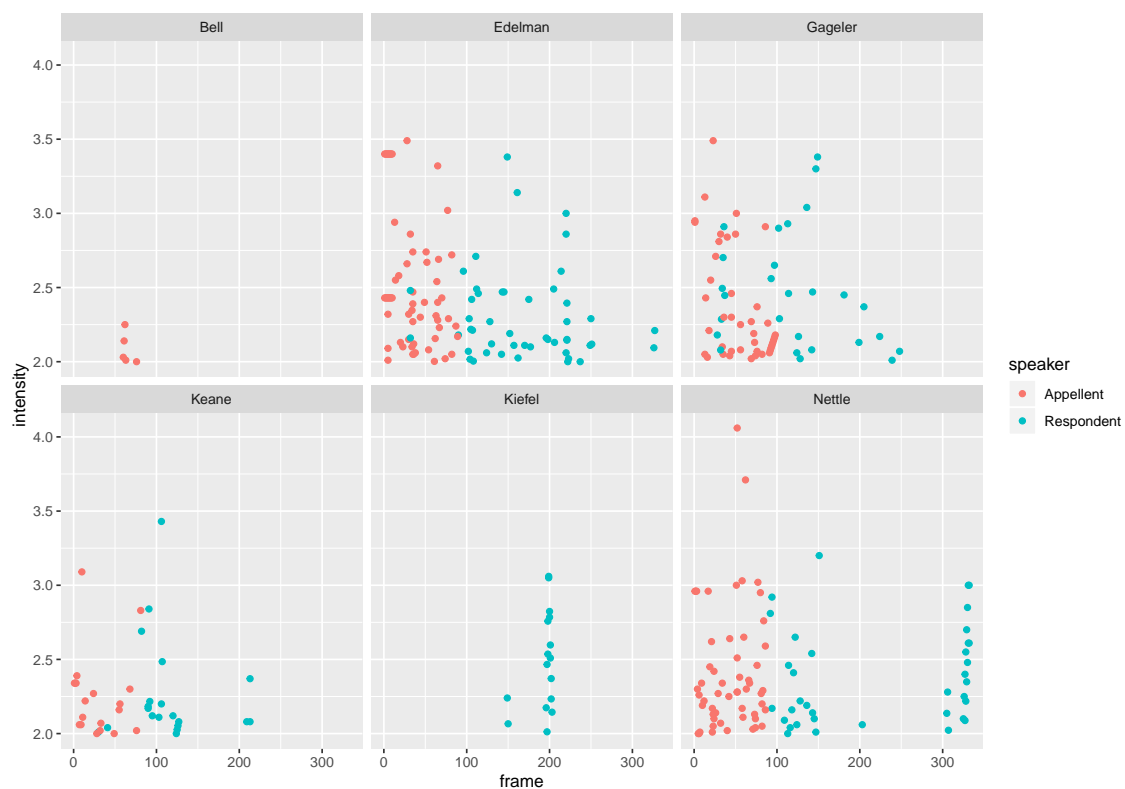 Bell Edelman Gageler
4.0
3.5
3.0
2.5
2.0
Keane Kiefel Nettle
4.0
3.5
3.0
2.5
2.0
0 100 200 300 0 100 200 300 0 100 200 300
frame
intensity
speaker
Appellent
Respondent